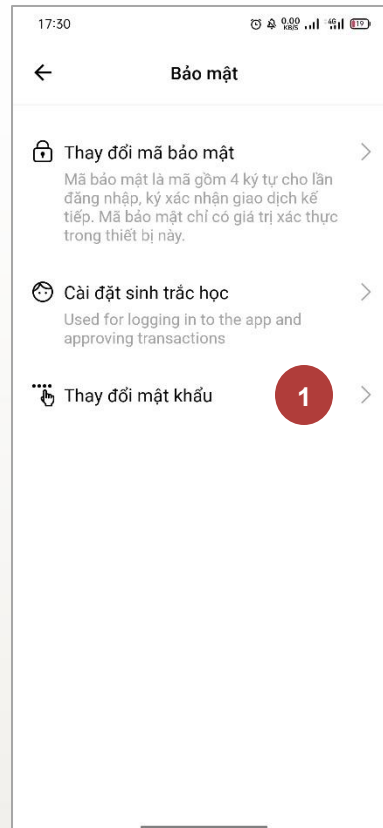 17:30 0.00 KB/S 4G 19
Bảo mật
Thay đổi mã bảo mật
Mã bảo mật là mã gồm 4 ký tự cho lần
đăng nhập, ký xác nhận giao dịch kế
tiếp. Mã bảo mật chỉ có giá trị xác thực
trong thiết bị này.
Cài đặt sinh trắc học
Used for logging in to the app and
approving transactions
Thay đổi mật khẩu 1